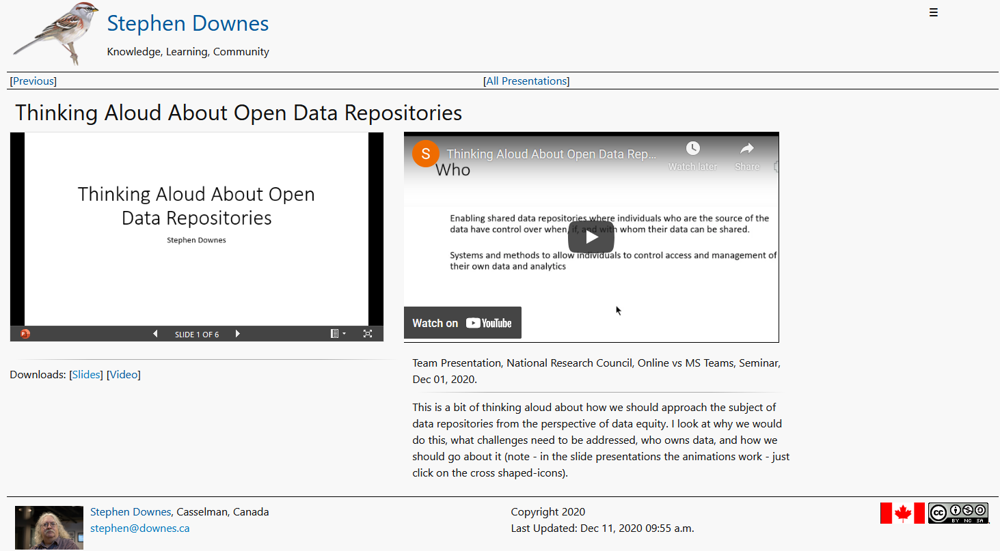 Stephen Downes
Knowledge, Learning, Community
[Previous]
[All Presentations]
Thinking Aloud About Open Data Repositories
Thinking Aloud About Open
Data Repositories
Stephen Downes
P
SLIDE 1 OF 6
S
Thinking Aloud About Open Data Rep...
Watch later
Share
Who
Enabling shared data repositories where individuals who are the source of the
data have control over when, if, and with whom their data can be shared.
Systems and methods to allow individuals to control access and management of
their own data and analytics
Watch on YouTube
Downloads: [Slides] [Video]
Team Presentation, National Research Council, Online vs MS Teams, Seminar,
Dec 01, 2020.
This is a bit of thinking aloud about how we should approach the subject of
data repositories from the perspective of data equity. I look at why we would
do this, what challenges need to be addressed, who owns data, and how we
should go about it (note - in the slide presentations the animations work - just
click on the cross shaped-icons).
Stephen Downes, Casselman, Canada
stephen@downes.ca
Copyright 2020
Last Updated: Dec 11, 2020 09:55 a.m.
cc
BY NC SA
.